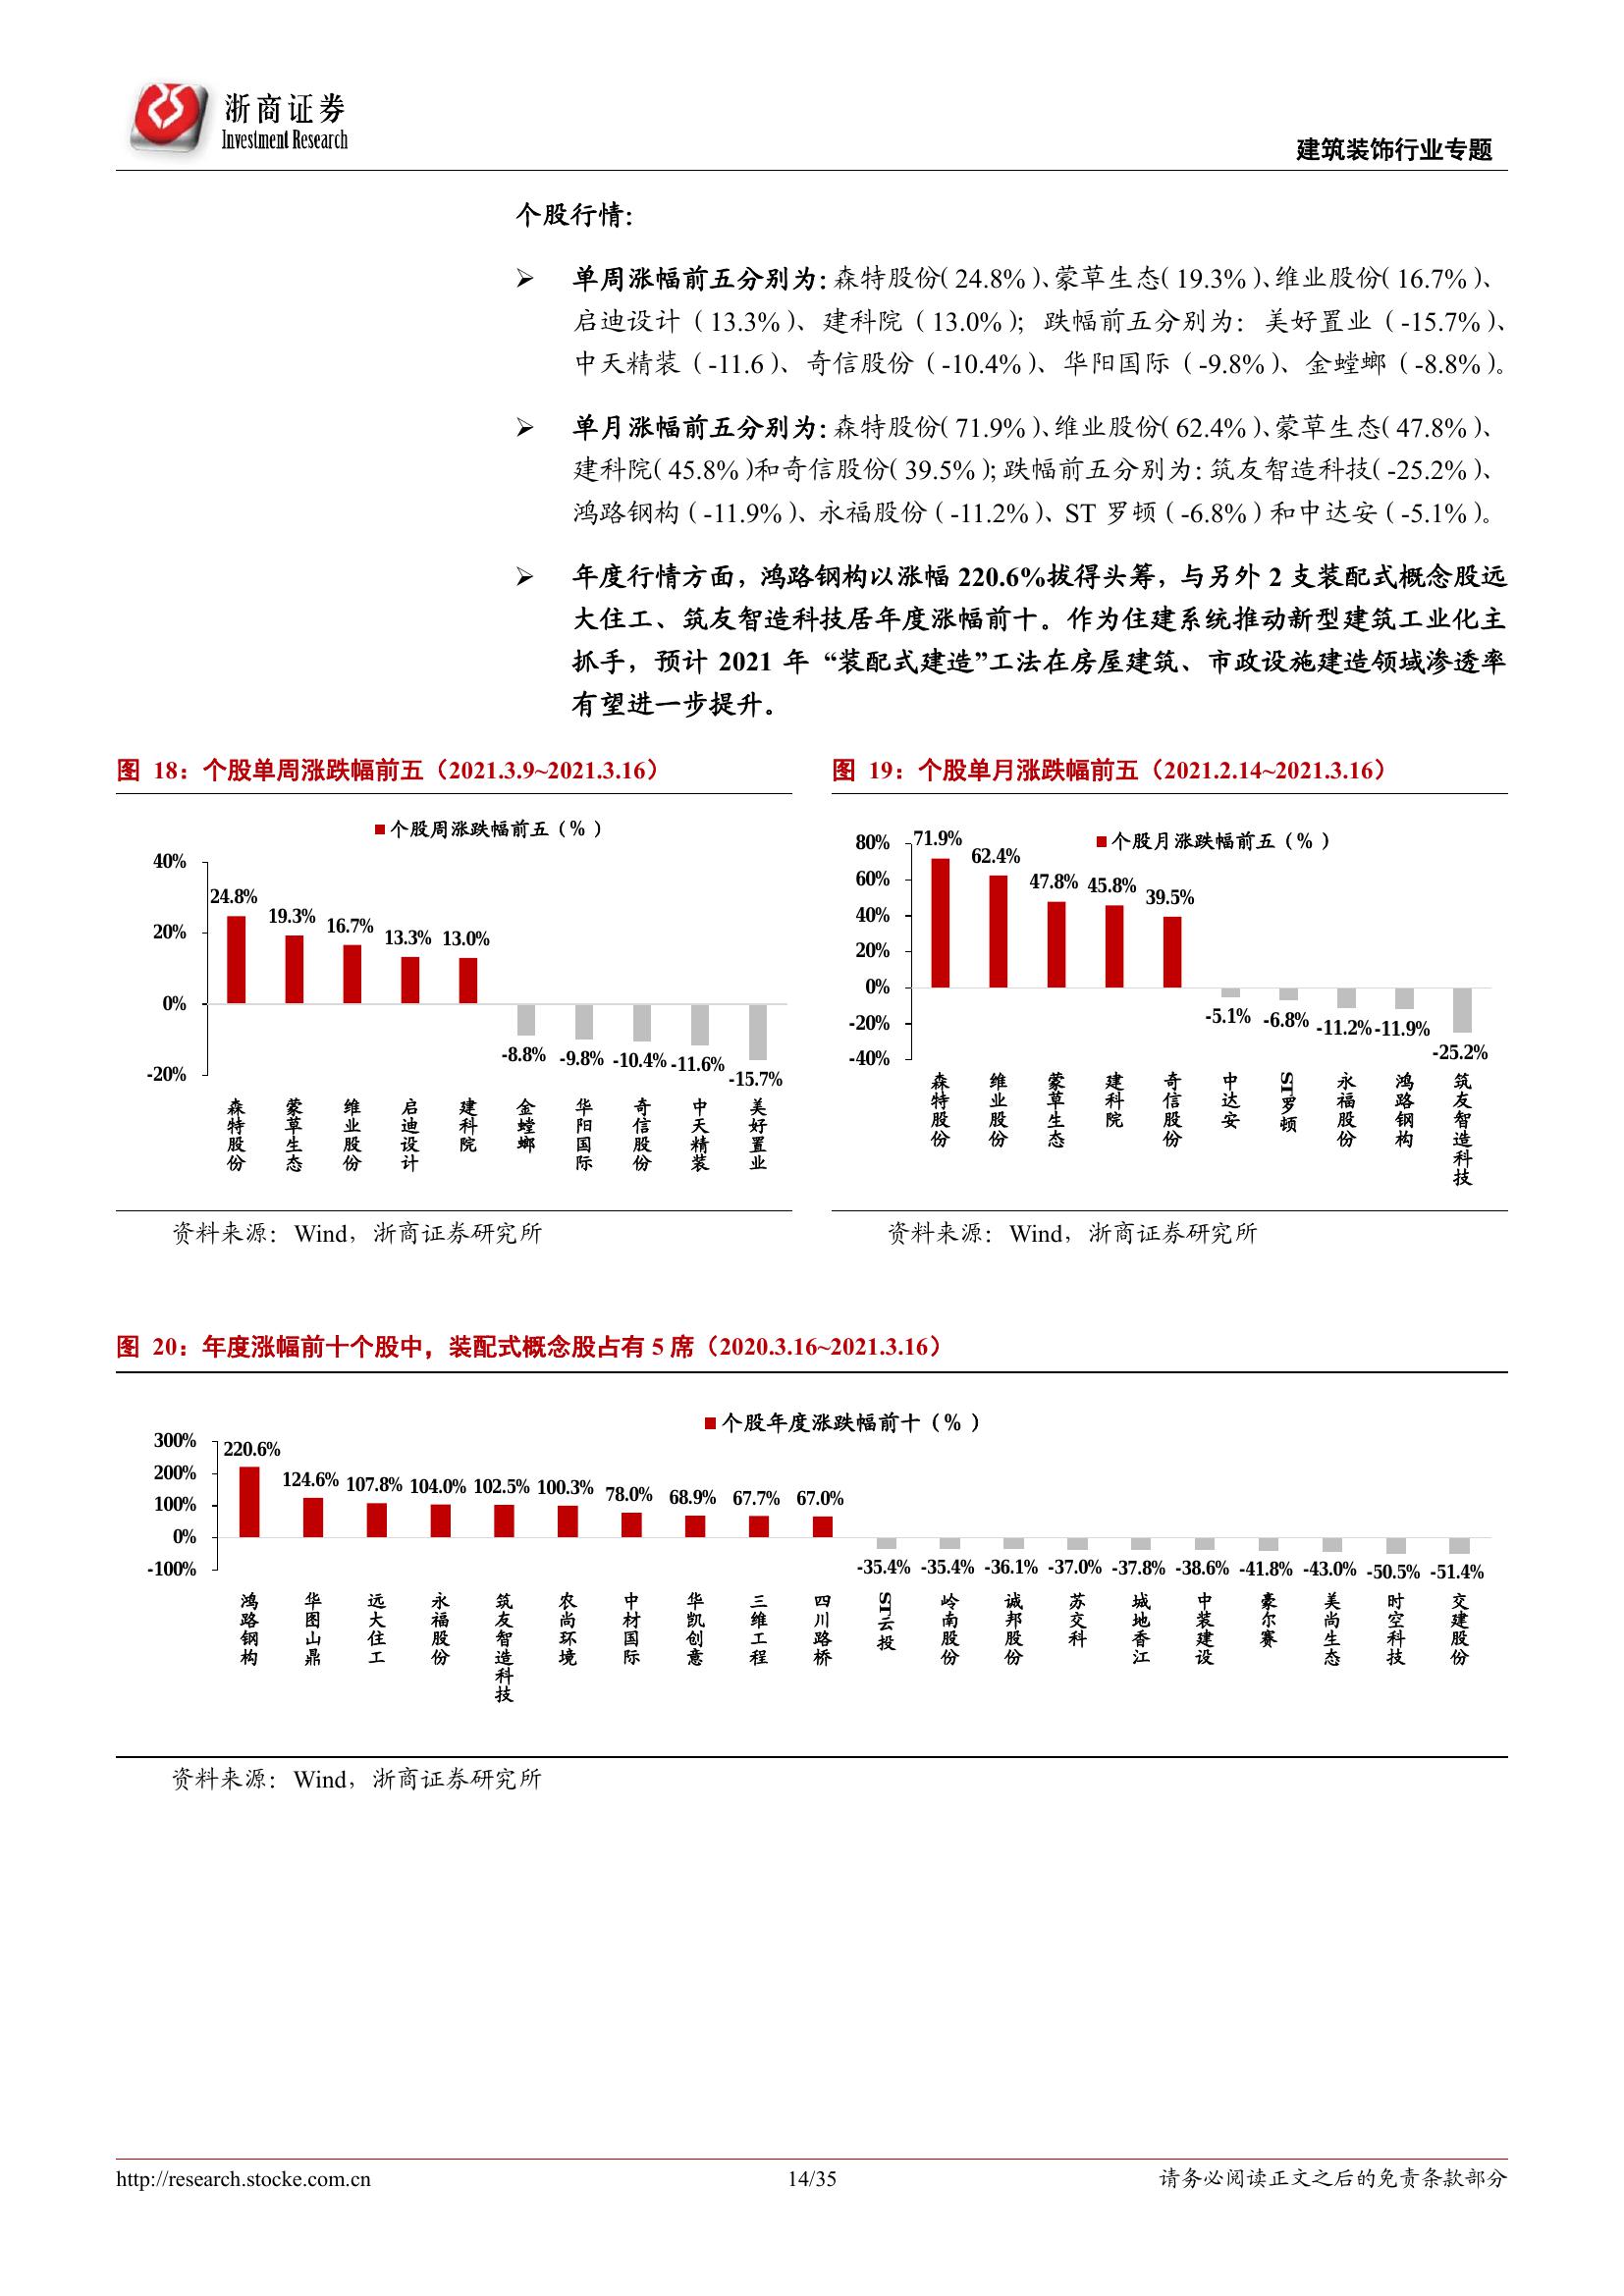 浙商证券
Investment Research
建筑装饰行业专题
个股行情：
➢ 单周涨幅前五分别为：森特股份（24.8%）、蒙草生态（19.3%）、维业股份（16.7%）、
启迪设计（13.3%）、建科院（13.0%）；跌幅前五分别为：美好置业（-15.7%）、
中天精装（-11.6）、奇信股份（-10.4%）、华阳国际（-9.8%）、金螳螂（-8.8%）。
➢ 单月涨幅前五分别为：森特股份（71.9%）、维业股份（62.4%）、蒙草生态（47.8%）、
建科院（45.8%）和奇信股份（39.5%）；跌幅前五分别为：筑友智造科技（-25.2%）、
鸿路钢构（-11.9%）、永福股份（-11.2%）、ST 罗顿（-6.8%）和中达安（-5.1%）。
➢ 年度行情方面，鸿路钢构以涨幅 220.6%拔得头筹，与另外 2 支装配式概念股远
大住工、筑友智造科技居年度涨幅前十。作为住建系统推动新型建筑工业化主
抓手，预计 2021 年 “装配式建造”工法在房屋建筑、市政设施建造领域渗透率
有望进一步提升。
图 18：个股单周涨跌幅前五（2021.3.9~2021.3.16）
个股周涨跌幅前五（%）
40%
20%
0%
-20%
24.8% 19.3% 16.7% 13.3% 13.0% -8.8% -9.8% -10.4% -11.6% -15.7%
森特股份 蒙草生态 维业股份 启迪设计 建科院 金螳螂 华阳国际 奇信股份 中天精装 美好置业
资料来源：Wind，浙商证券研究所
图 19：个股单月涨跌幅前五（2021.2.14~2021.3.16）
个股月涨跌幅前五（%）
80%
60%
40%
20%
0%
-20%
-40%
71.9% 62.4% 47.8% 45.8% 39.5% -5.1% -6.8% -11.2% -11.9% -25.2%
森特股份 维业股份 蒙草生态 建科院 奇信股份 中达安 ST罗顿 永福股份 鸿路钢构 筑友智造科技
资料来源：Wind，浙商证券研究所
图 20：年度涨幅前十个股中，装配式概念股占有 5 席（2020.3.16~2021.3.16）
个股年度涨跌幅前十（%）
300%
200%
100%
0%
-100%
220.6% 124.6% 107.8% 104.0% 102.5% 100.3% 78.0% 68.9% 67.7% 67.0% -35.4% -35.4% -36.1% -37.0% -37.8% -38.6% -41.8% -43.0% -50.5% -51.4%
鸿路钢构 华图山鼎 远大住工 永福股份 筑友智造科技 农尚环境 中材国际 华凯创意 三维工程 四川路桥 ST云投 岭南股份 诚邦股份 苏交科 城地香江 中装建设 豪尔赛 美尚生态 时空科技 交建股份
资料来源：Wind，浙商证券研究所
http://research.stocke.com.cn
14/35
请务必阅读正文之后的免责条款部分